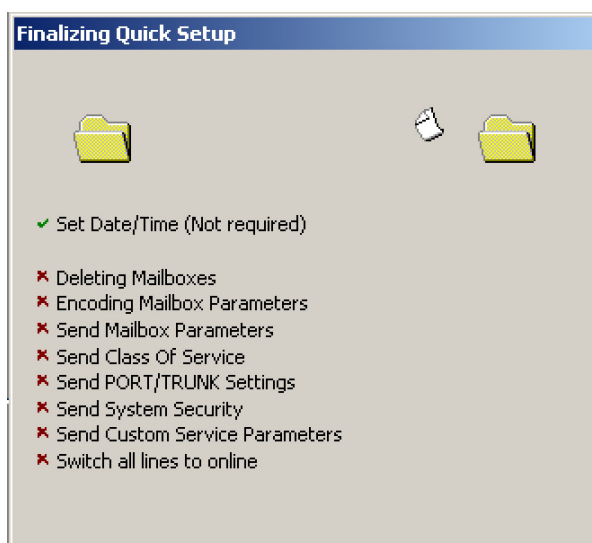 Finalizing Quick Setup
Set Date/Time (Not required)
Deleting Mailboxes
Encoding Mailbox Parameters
Send Mailbox Parameters
Send Class Of Service
Send PORT/TRUNK Settings
Send System Security
Send Custom Service Parameters
Switch all lines to online